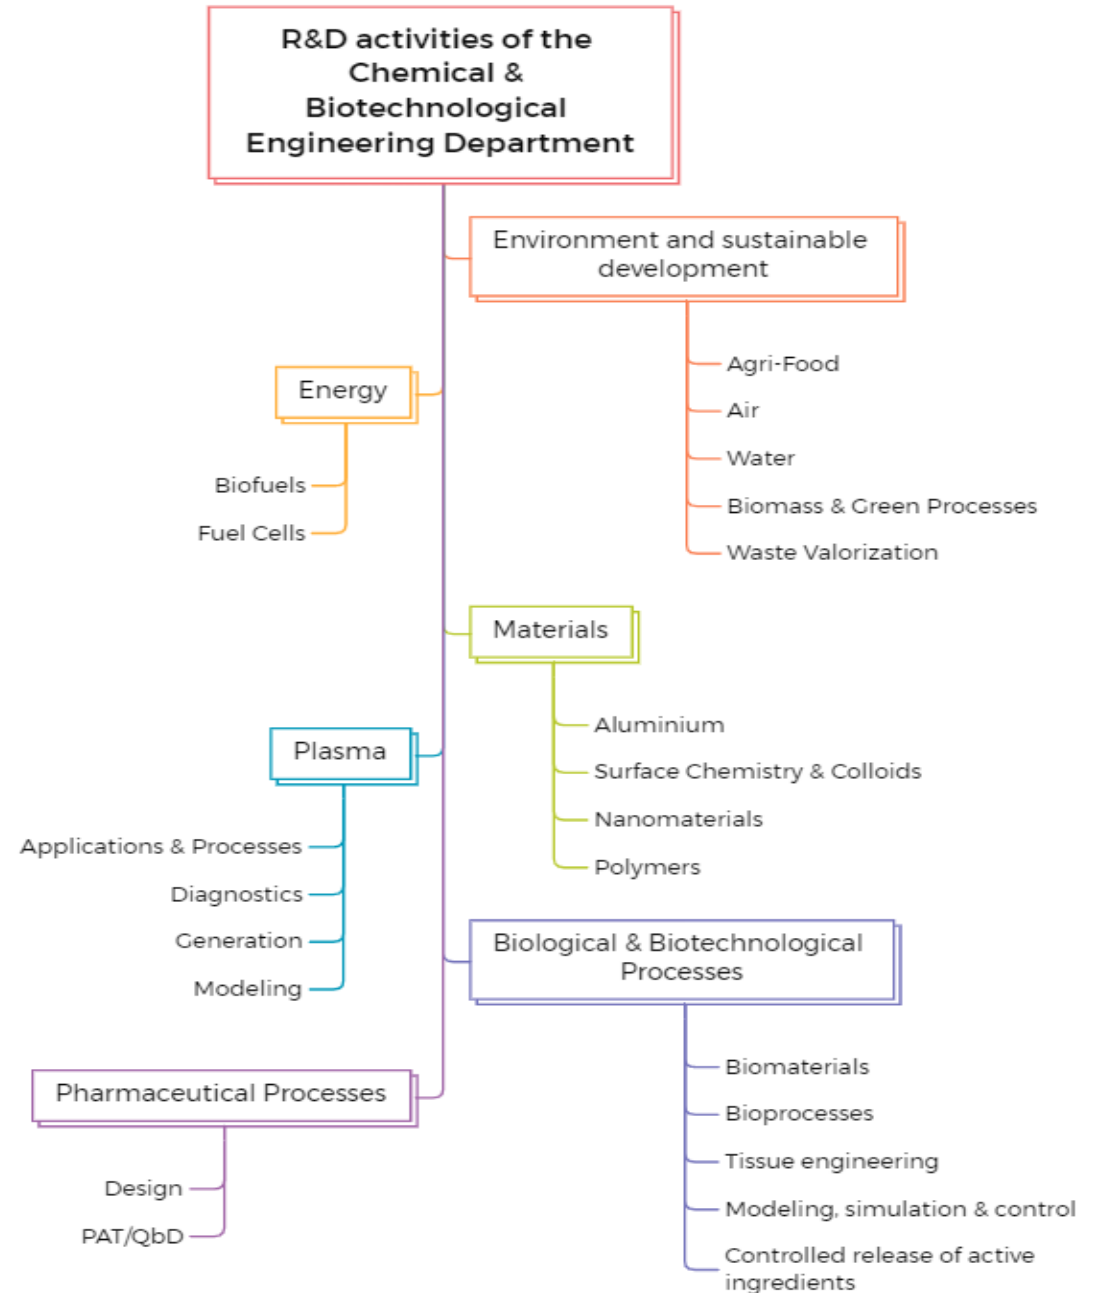 R&D activities of the
Chemical &
Biotechnological
Engineering Department
Environment and sustainable
development
Agri-Food
Air
Water
Biomass & Green Processes
Waste Valorization
Energy
Biofuels
Fuel Cells
Materials
Aluminium
Surface Chemistry & Colloids
Nanomaterials
Polymers
Plasma
Applications & Processes
Diagnostics
Generation
Modeling
Biological & Biotechnological
Processes
Biomaterials
Bioprocesses
Tissue engineering
Modeling, simulation & control
Controlled release of active
ingredients
Pharmaceutical Processes
Design
PAT/QbD